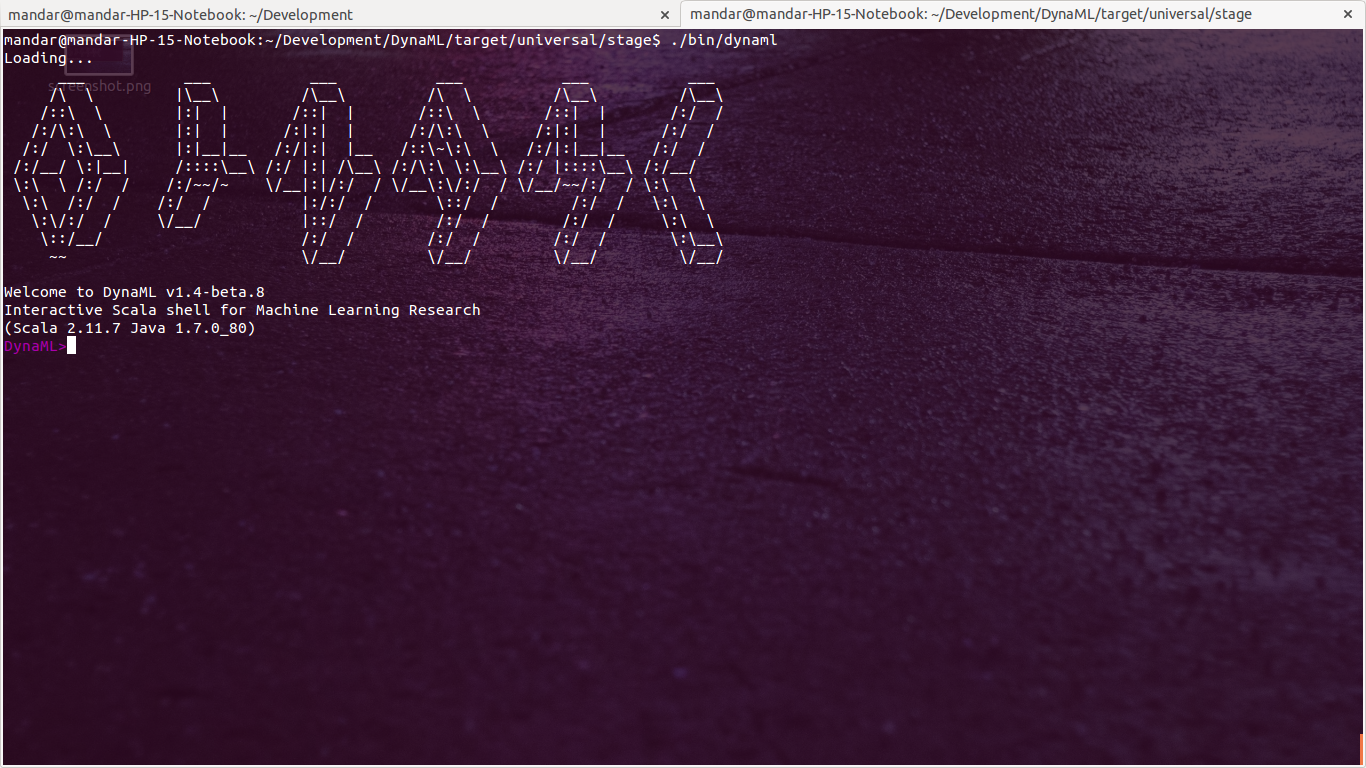 mandar@mandar-HP-15-Notebook: ~/Development
mandar@mandar-HP-15-Notebook: ~/Development/DynaML/target/universal/stage
mandar@mandar-HP-15-Notebook:~/Development/DynaML/target/universal/stage$ ./bin/dynaml
Loading...
screenshot.png
Welcome to DynaML v1.4-beta.8
Interactive Scala shell for Machine Learning Research
(Scala 2.11.7 Java 1.7.0_80)
DynaML>